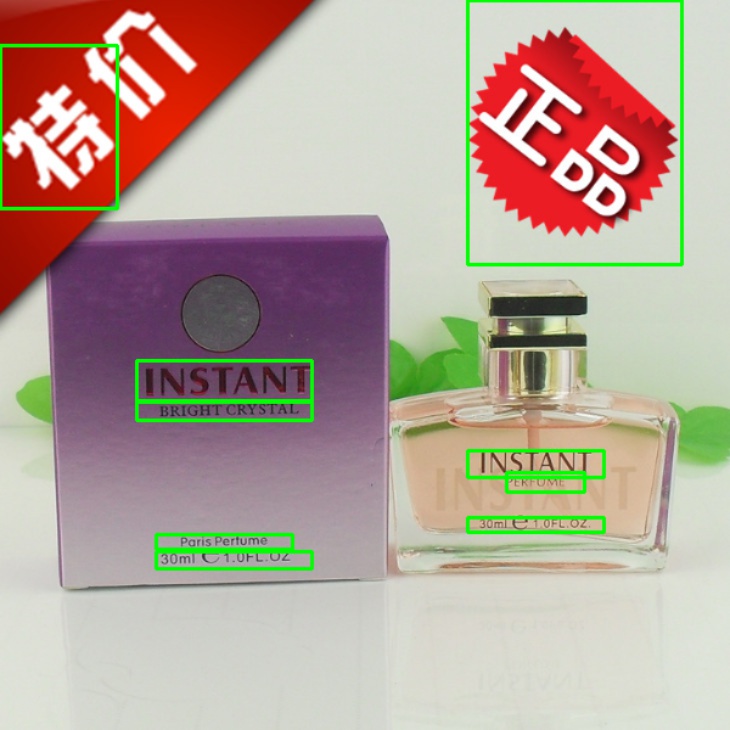 特价
正品
INSTANT
BRIGHT CRYSTAL
Paris Perfume
30ml e 1.0FL.OZ
INSTANT
PERFUME
INSTANT
30ml e 1.0FL.OZ.